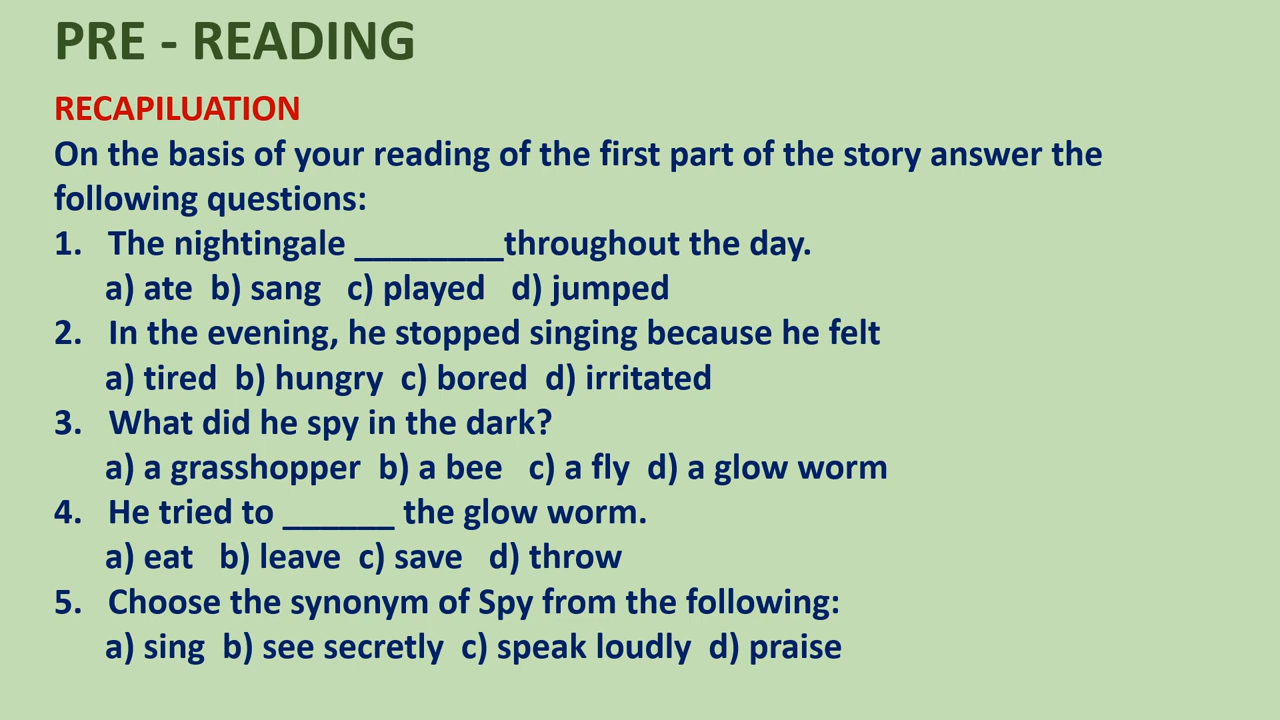 PRE - READING
RECAPILUATION
On the basis of your reading of the first part of the story answer the
following questions:
1. The nightingale ________throughout the day.
a) ate b) sang c) played d) jumped
2. In the evening, he stopped singing because he felt
a) tired b) hungry c) bored d) irritated
3. What did he spy in the dark?
a) a grasshopper b) a bee c) a fly d) a glow worm
4. He tried to ______ the glow worm.
a) eat b) leave c) save d) throw
5. Choose the synonym of Spy from the following:
a) sing b) see secretly c) speak loudly d) praise